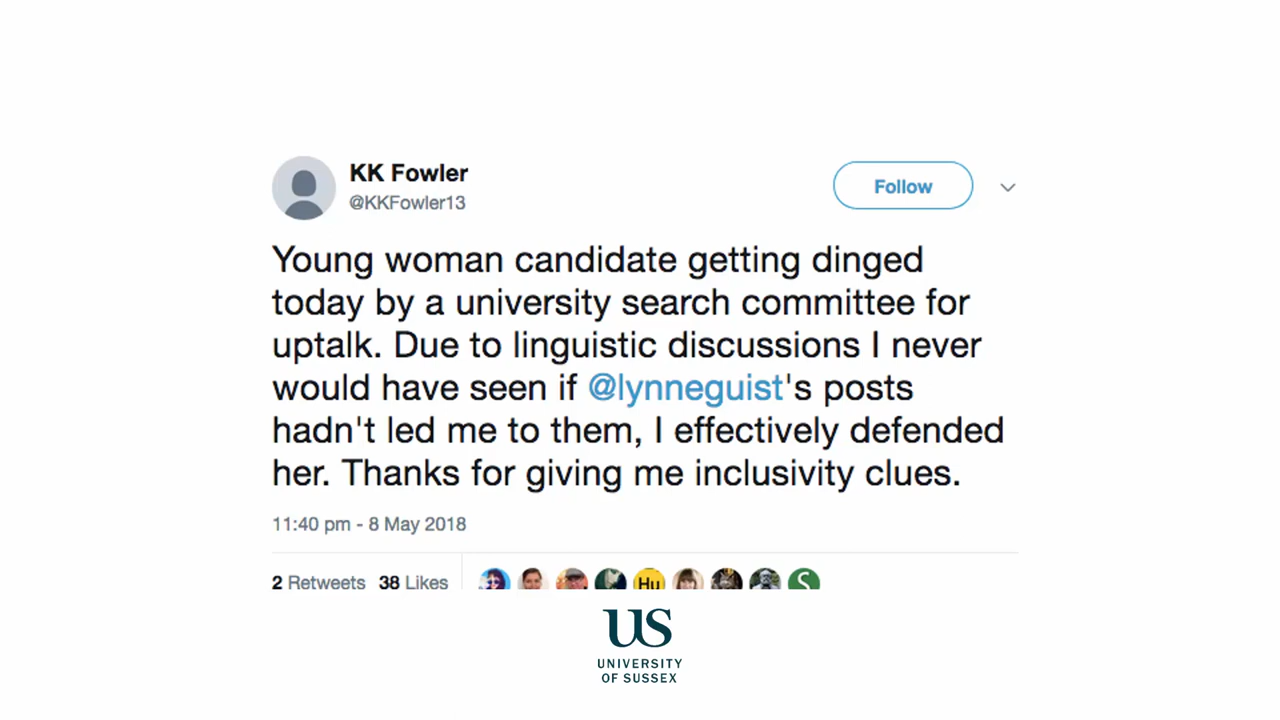 KK Fowler
@KKFowler13
Follow
Young woman candidate getting dinged
today by a university search committee for
uptalk. Due to linguistic discussions I never
would have seen if @lynneguist's posts
hadn't led me to them, I effectively defended
her. Thanks for giving me inclusivity clues.
11:40 pm - 8 May 2018
2 Retweets 38 Likes
Hu
S
US
UNIVERSITY
OF SUSSEX